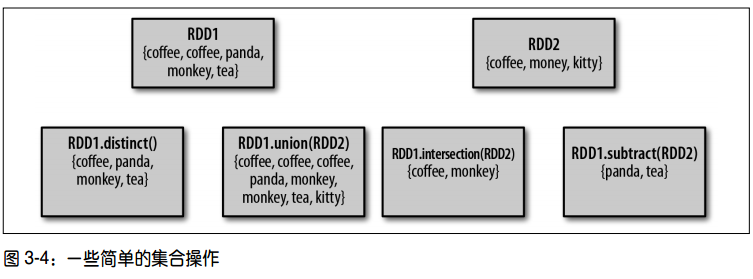 RDD1
{coffee, coffee, panda,
monkey, tea}
RDD2
{coffee, money, kitty}
RDD1.distinct()
{coffee, panda,
monkey, tea}
RDD1.union(RDD2)
{coffee, coffee, coffee,
panda, monkey,
monkey, tea, kitty}
RDD1.intersection(RDD2)
{coffee, monkey}
RDD1.subtract(RDD2)
{panda, tea}
图 3-4：一些简单的集合操作